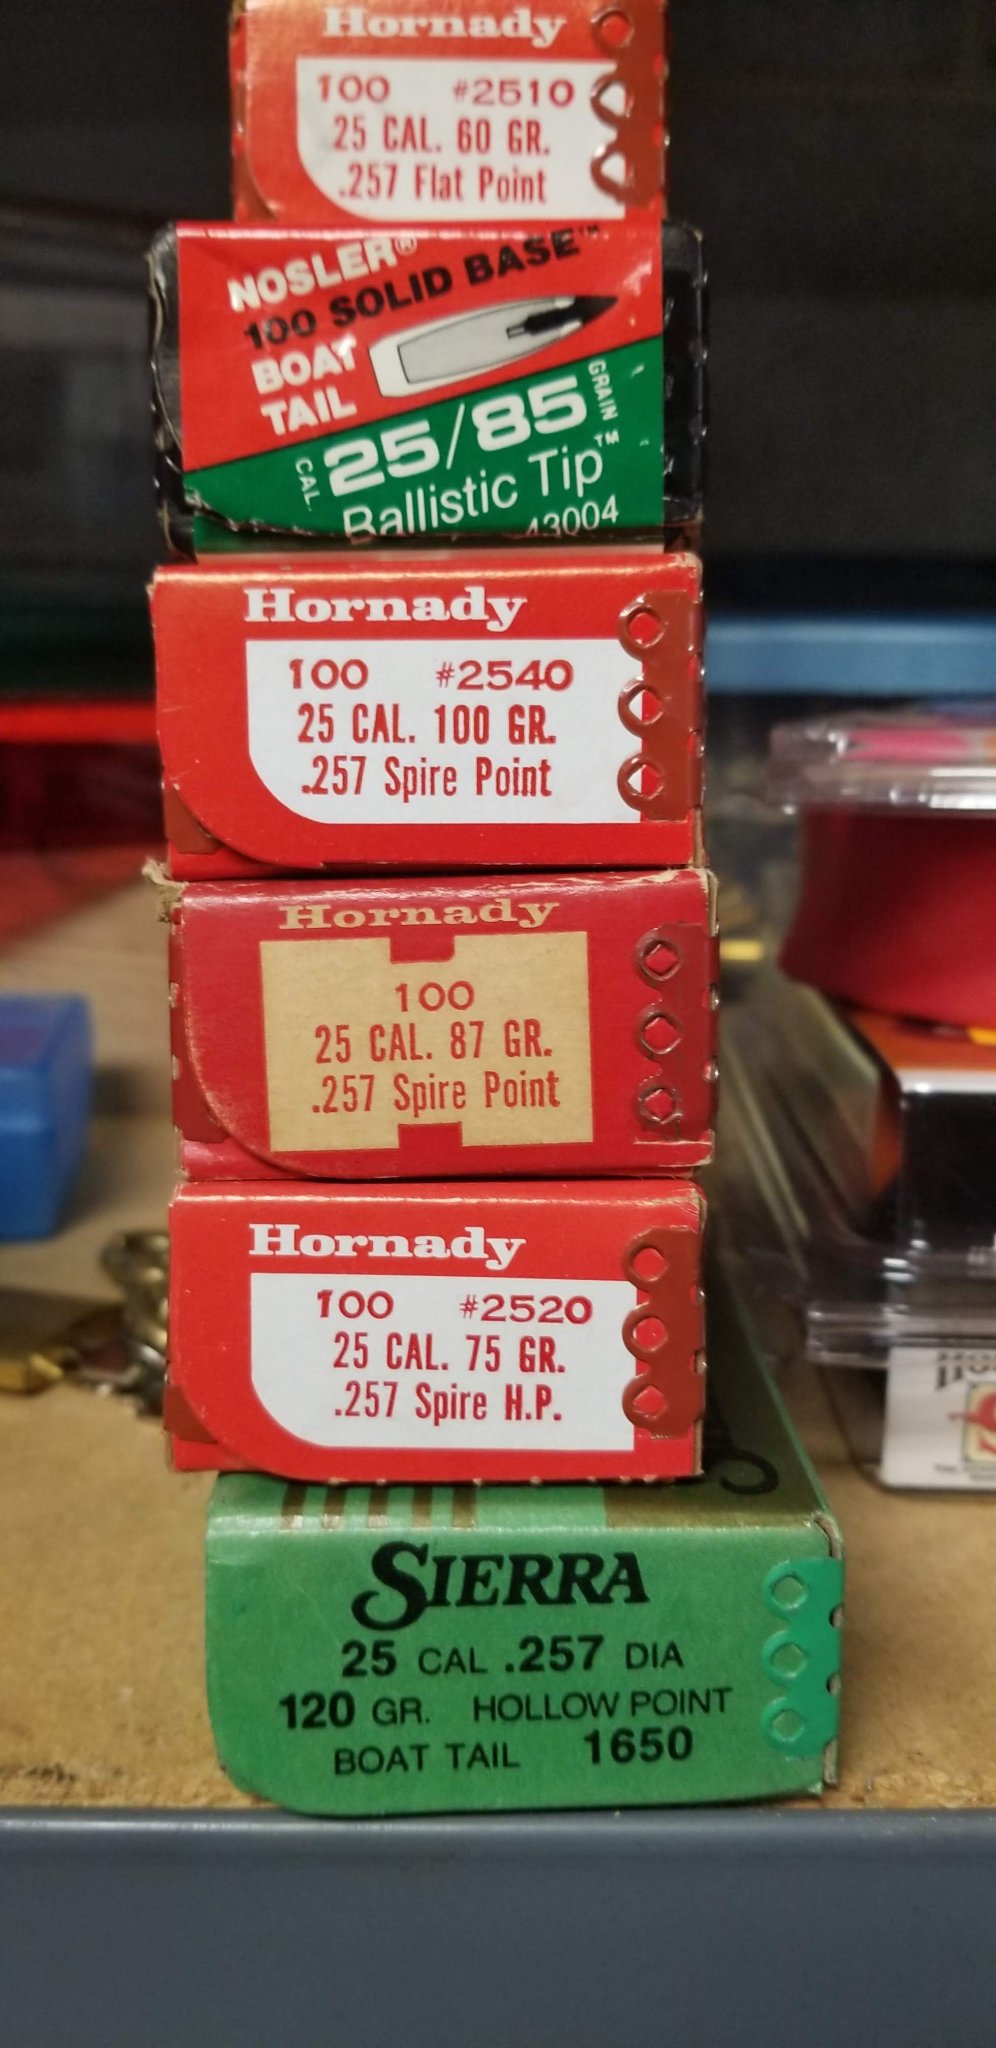 Hornady
100 #2510
25 CAL. 60 GR.
.257 Flat Point
NOSLER®
100 SOLID BASE™
BOAT
TAIL
CAL. 25/85 GRAIN
Ballistic Tip™
43004
Hornady
100 #2540
25 CAL. 100 GR.
.257 Spire Point
Hornady
100
25 CAL. 87 GR.
.257 Spire Point
Hornady
100 #2520
25 CAL. 75 GR.
.257 Spire H.P.
SIERRA
25 CAL .257 DIA
120 GR. HOLLOW POINT
BOAT TAIL 1650